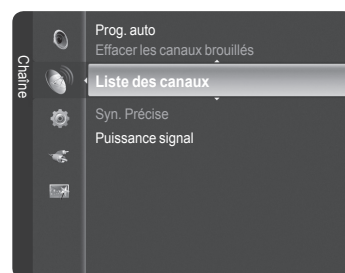 Chaîne
Prog. auto
Effacer les canaux brouillés
Liste des canaux
Syn. Précise
Puissance signal